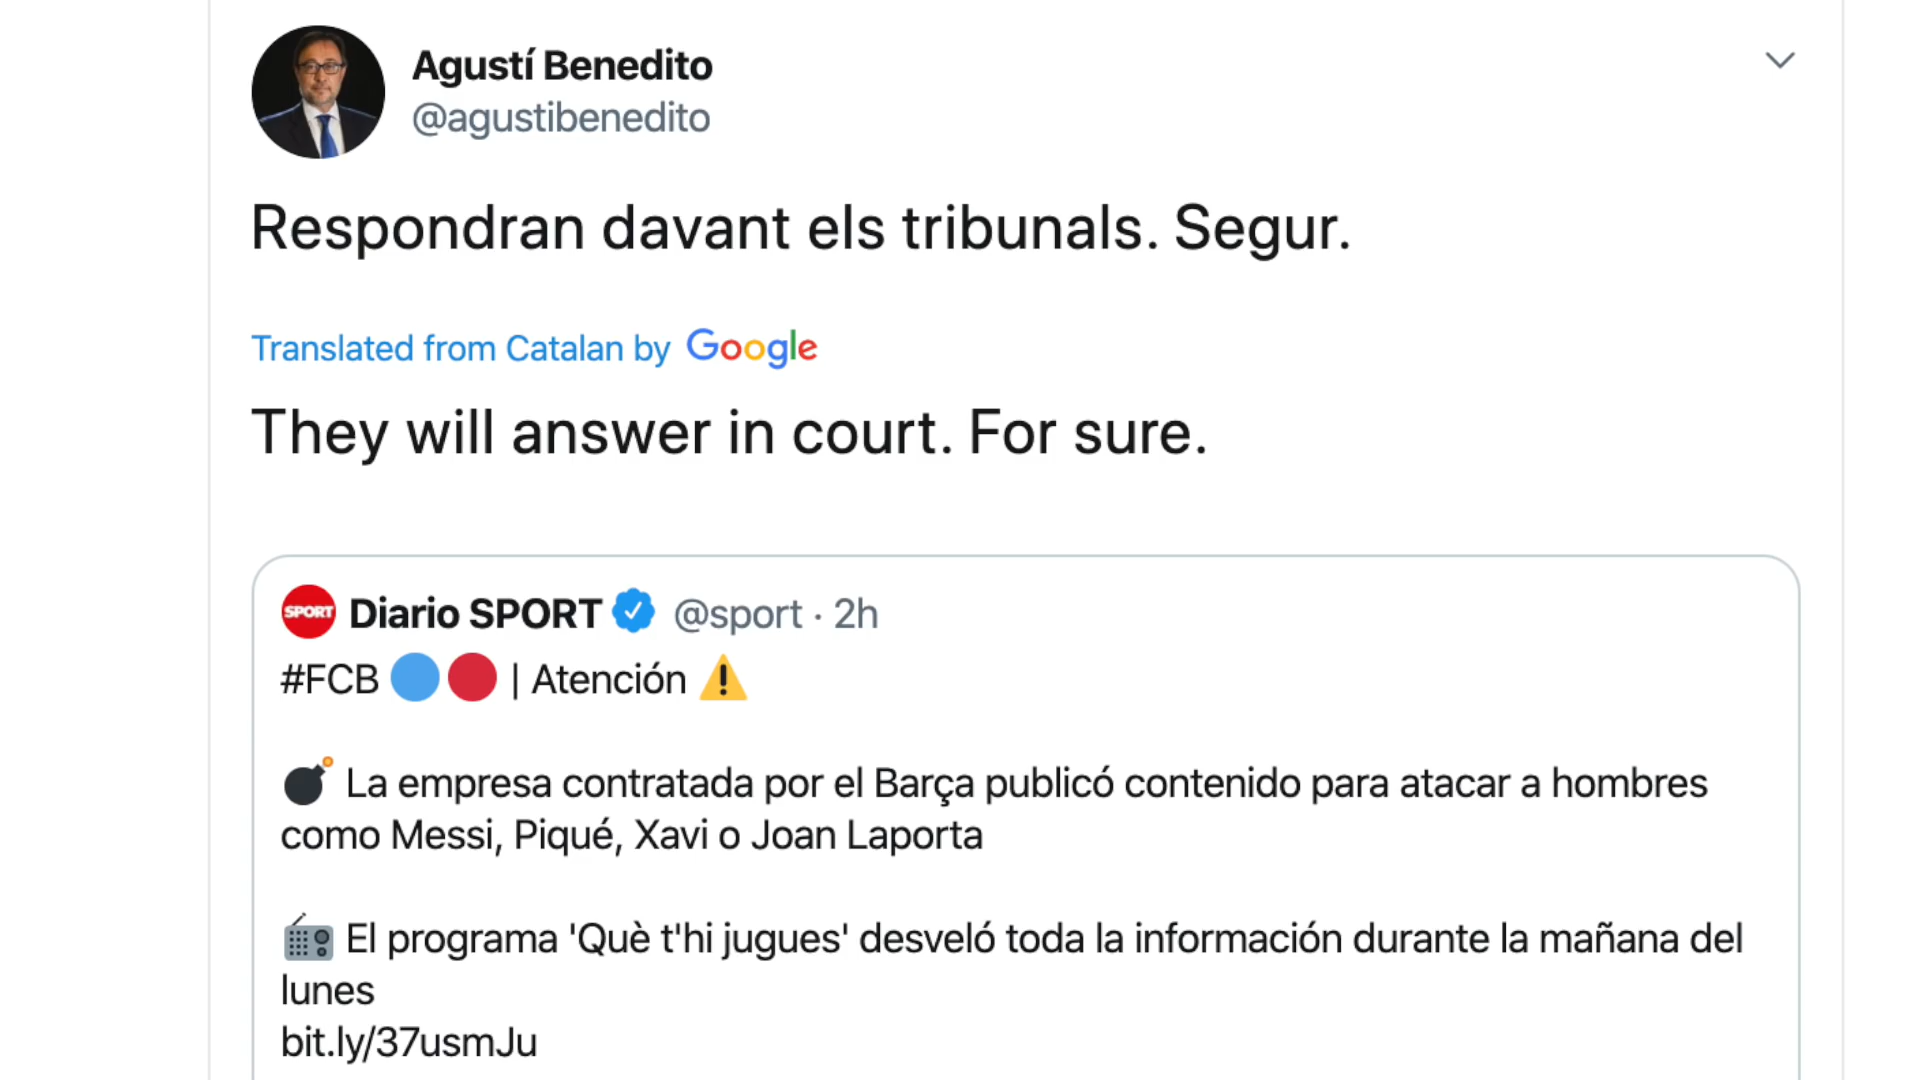 Agustí Benedito
@agustibenedito
Respondran davant els tribunals. Segur.
Translated from Catalan by Google
They will answer in court. For sure.
SPORT Diario SPORT @sport · 2h
#FCB | Atención
La empresa contratada por el Barça publicó contenido para atacar a hombres
como Messi, Piqué, Xavi o Joan Laporta
El programa 'Què t'hi jugues' desveló toda la información durante la mañana del
lunes
bit.ly/37usmJu